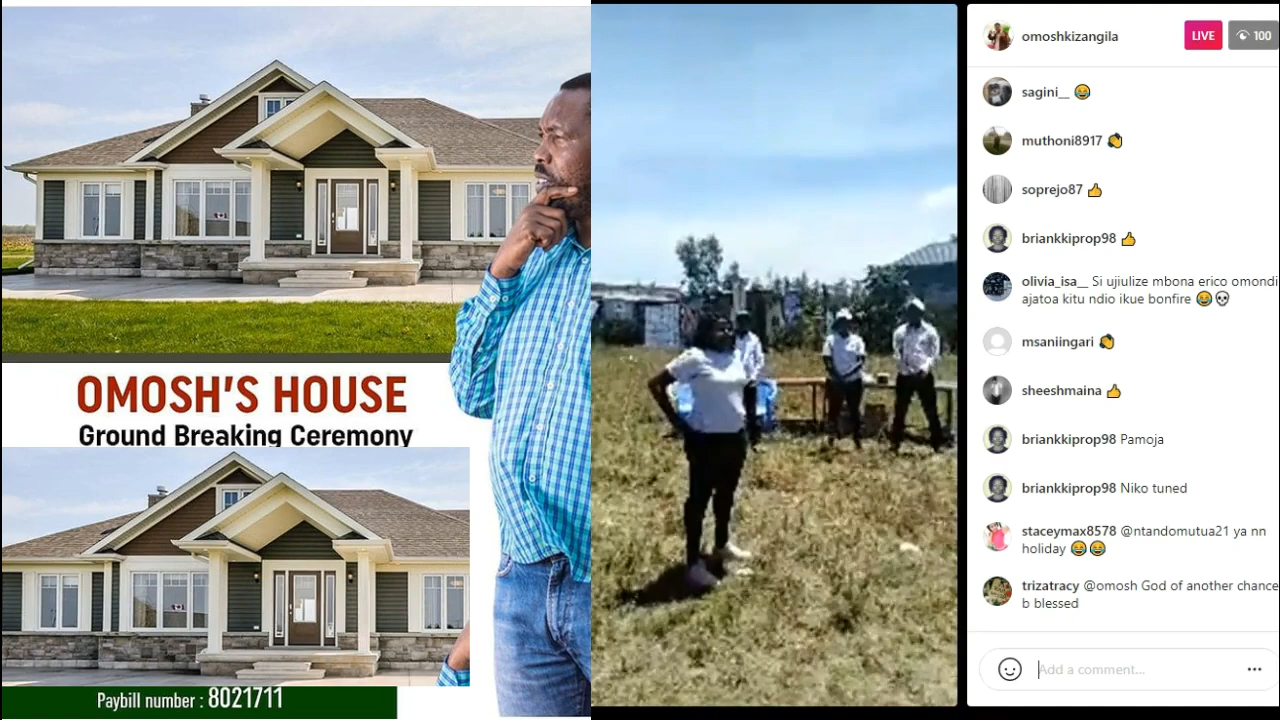 OMOSH'S HOUSE
Ground Breaking Ceremony
Paybill number : 8021711
omoshkizangila
LIVE
100
sagini__ 😂
muthoni8917 👏
soprejo87 👍
briankkiprop98 👍
olivia_isa__ Si ujiulize mbona erico omondi
ajatoa kitu ndio ikue bonfire 😂💀
msaniingari 👏
sheeshmaina 👍
briankkiprop98 Pamoja
briankkiprop98 Niko tuned
staceymax8578 @ntandomutua21 ya nn
holiday 😂😂
trizatracy @omosh God of another chance
b blessed
Add a comment...